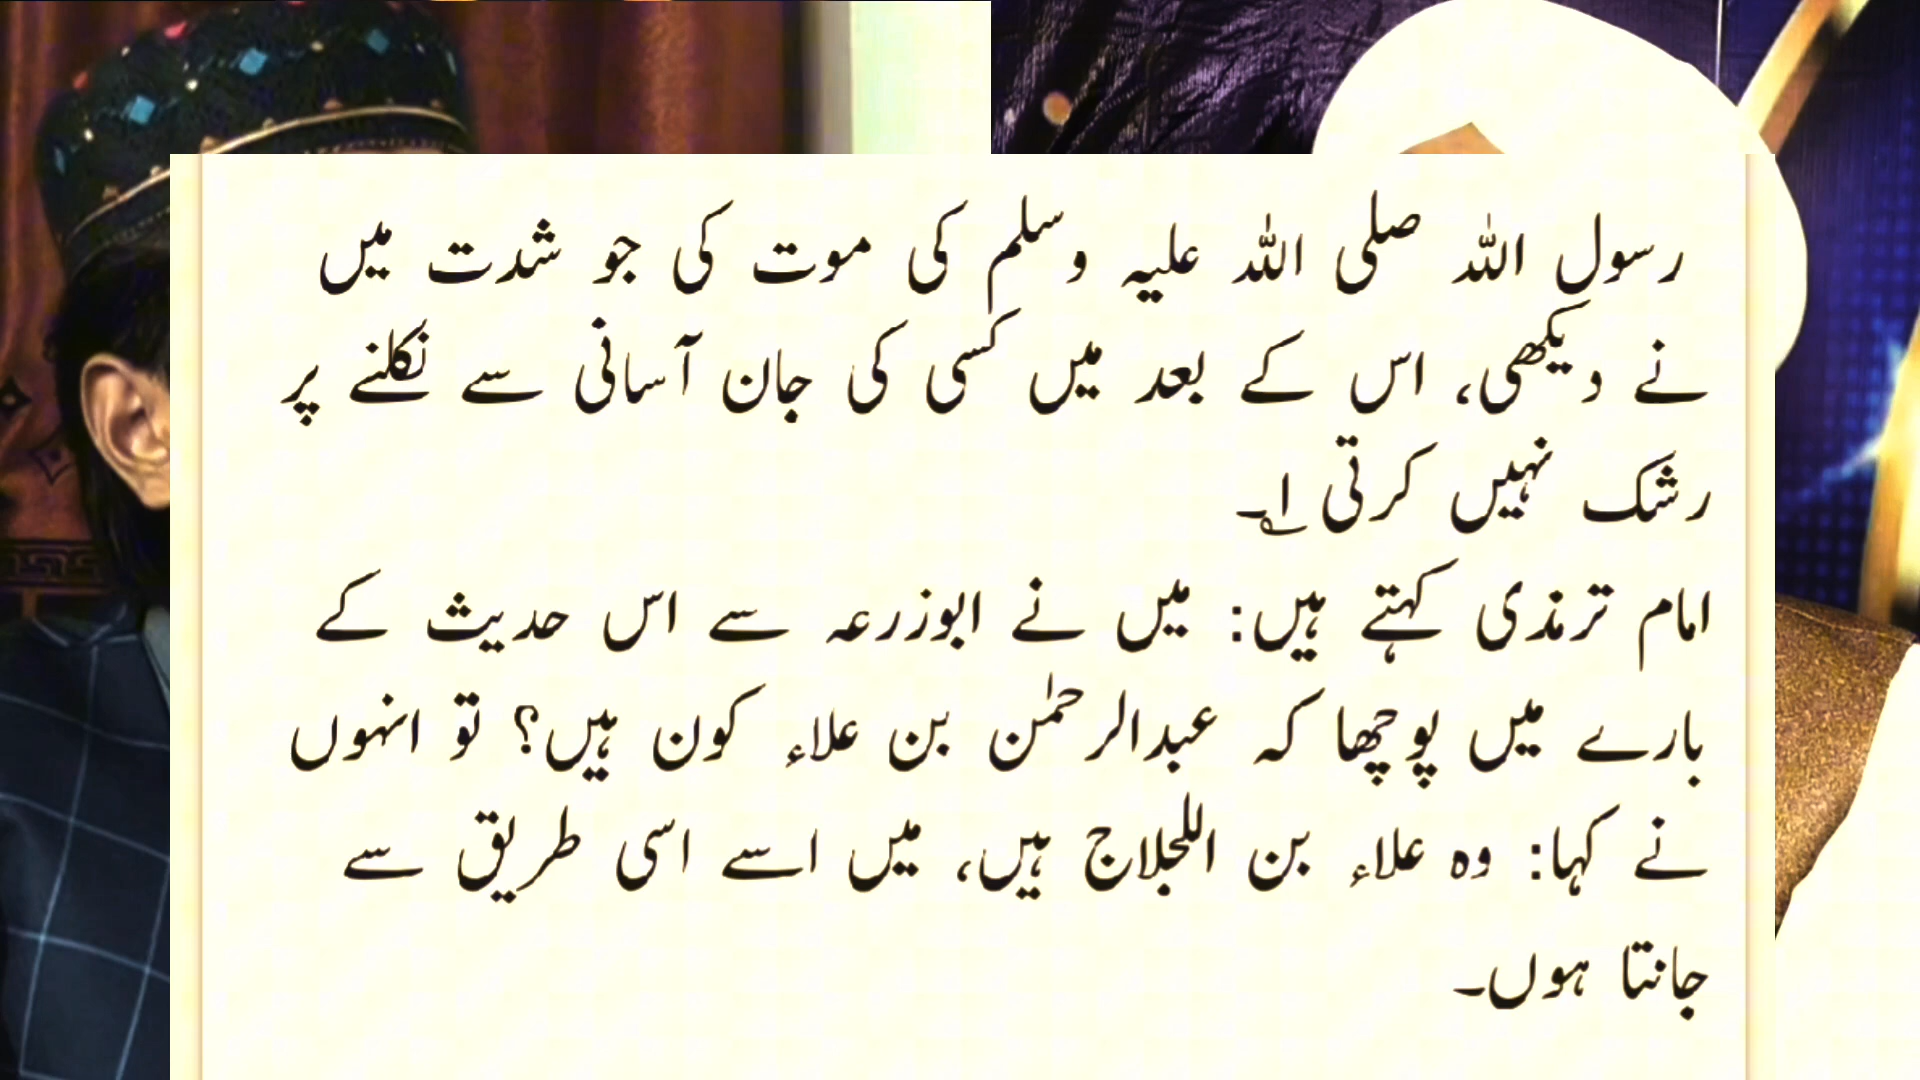 رسول اللہ صلی اللہ علیہ وسلم کی موت کی جو شدت میں
نے دیکھی، اس کے بعد میں کسی کی جان آسانی سے نکلنے پر
رشک نہیں کرتی ۱؎۔
امام ترمذی کہتے ہیں: میں نے ابوزرعہ سے اس حدیث کے
بارے میں پوچھا کہ عبدالرحمٰن بن علاء کون ہیں؟ تو انہوں
نے کہا: وہ علاء بن اللجلاج ہیں، میں اسے اسی طریق سے
جانتا ہوں۔